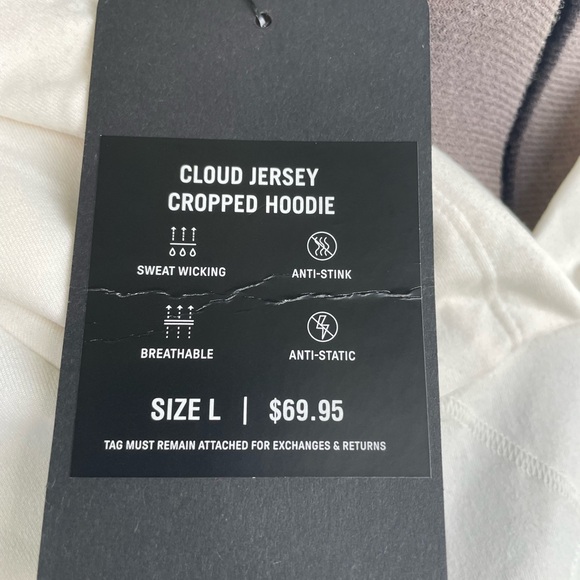 CLOUD JERSEY
CROPPED HOODIE
SWEAT WICKING
ANTI-STINK
BREATHABLE
ANTI-STATIC
SIZE L | $69.95
TAG MUST REMAIN ATTACHED FOR EXCHANGES & RETURNS